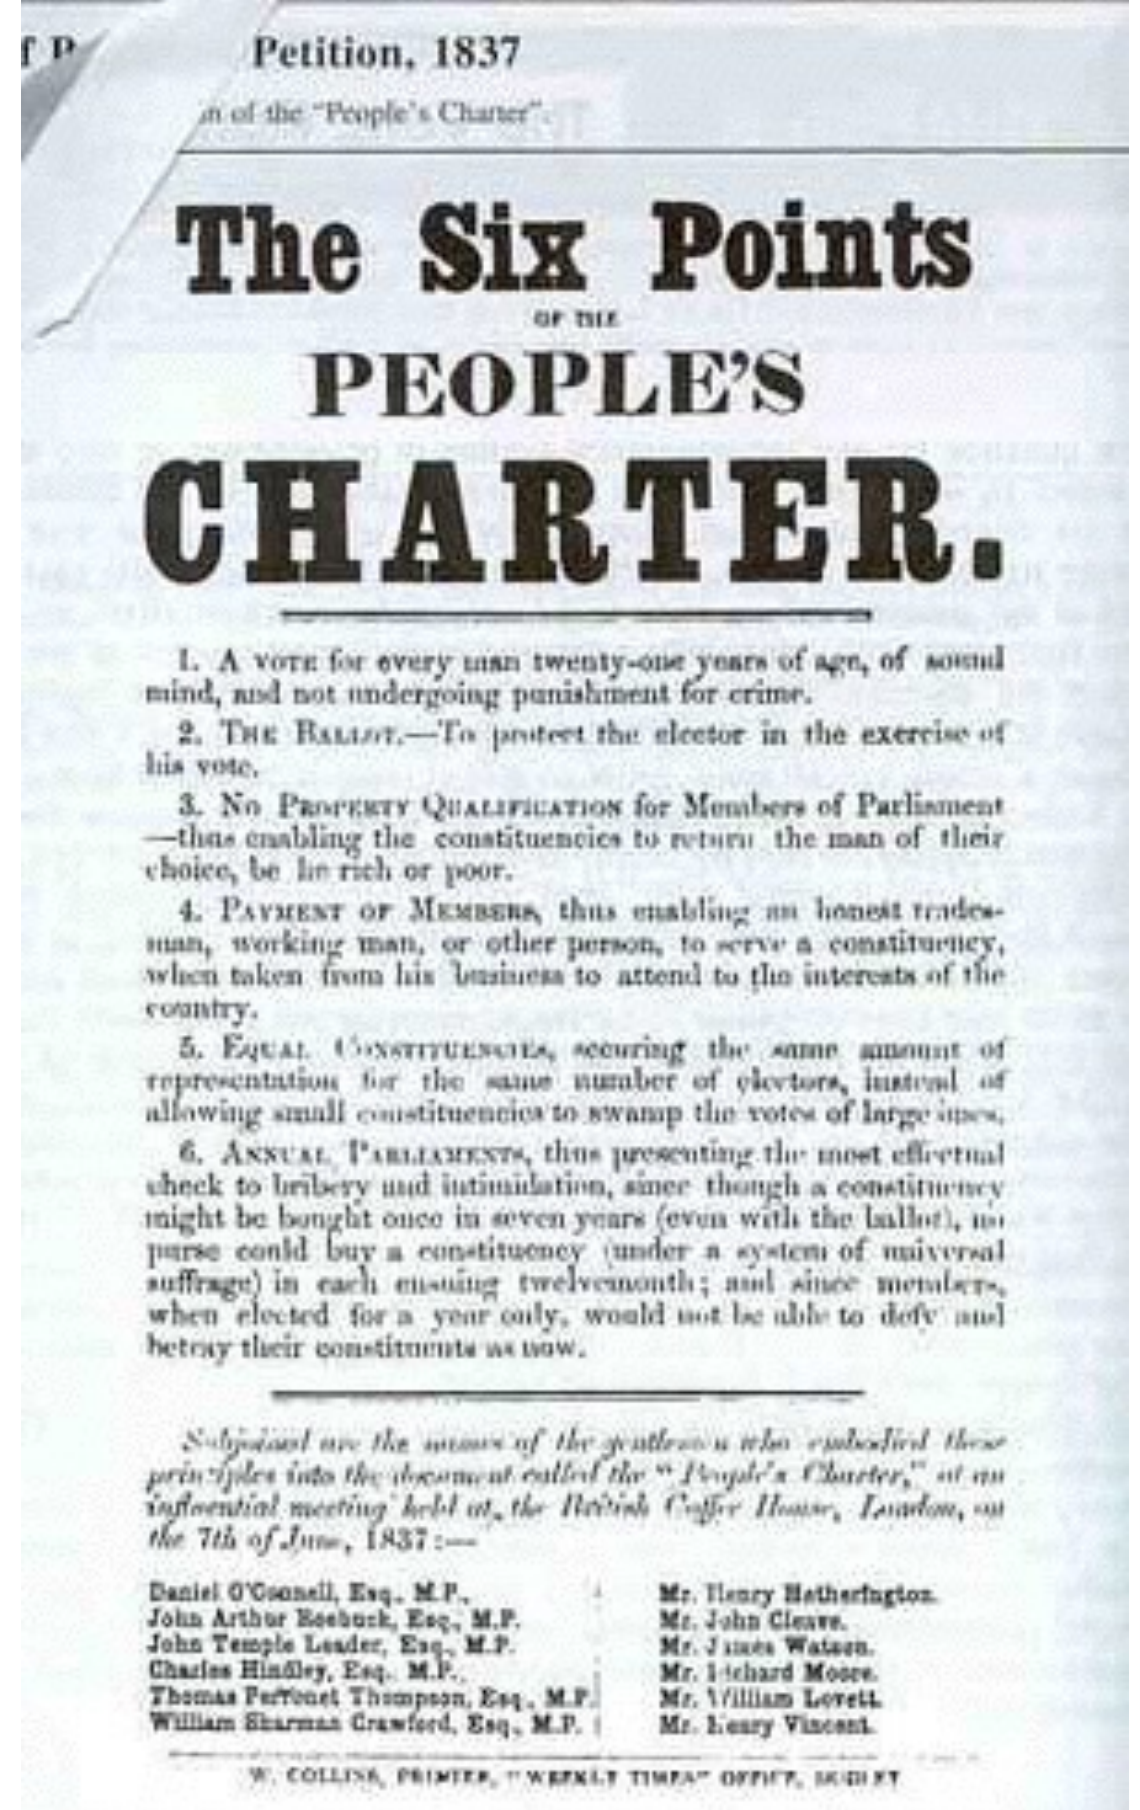 Petition, 1837
of the "People's Charter".
The Six Points
OF THE
PEOPLE'S
CHARTER.
1. A VOTE for every man twenty-one years of age, of sound
mind, and not undergoing punishment for crime.
2. THE BALLOT.—To protect the elector in the exercise of
his vote.
3. NO PROPERTY QUALIFICATION for Members of Parliament
—thus enabling the constituencies to return the man of their
choice, be he rich or poor.
4. PAYMENT OF MEMBERS, thus enabling an honest trades-
man, working man, or other person, to serve a constituency,
when taken from his business to attend to the interests of the
country.
5. EQUAL CONSTITUENCIES, securing the same amount of
representation for the same number of electors, instead of
allowing small constituencies to swamp the votes of large ones.
6. ANNUAL PARLIAMENTS, thus presenting the most effectual
check to bribery and intimidation, since though a constituency
might be bought once in seven years (even with the ballot), no
purse could buy a constituency (under a system of universal
suffrage) in each ensuing twelvemonth; and since members,
when elected for a year only, would not be able to defy and
betray their constituents as now.
Subjoined are the names of the gentlemen who embodied these
principles into the document called the "People's Charter," at an
influential meeting held at, the British Coffee House, London, on
the 7th of June, 1837:—
Daniel O'Connell, Esq., M.P.,
John Arthur Roebuck, Esq., M.P.
John Temple Leader, Esq., M.P.
Charles Hindley, Esq. M.P.,
Thomas Perronet Thompson, Esq., M.P.
William Sharman Crawford, Esq., M.P.
Mr. Henry Hetherington.
Mr. John Cleave.
Mr. James Watson.
Mr. Richard Moore.
Mr. William Lovett.
Mr. Henry Vincent.
W. COLLINS, PRINTER, "WEEKLY TIMES" OFFICE, DUDLEY